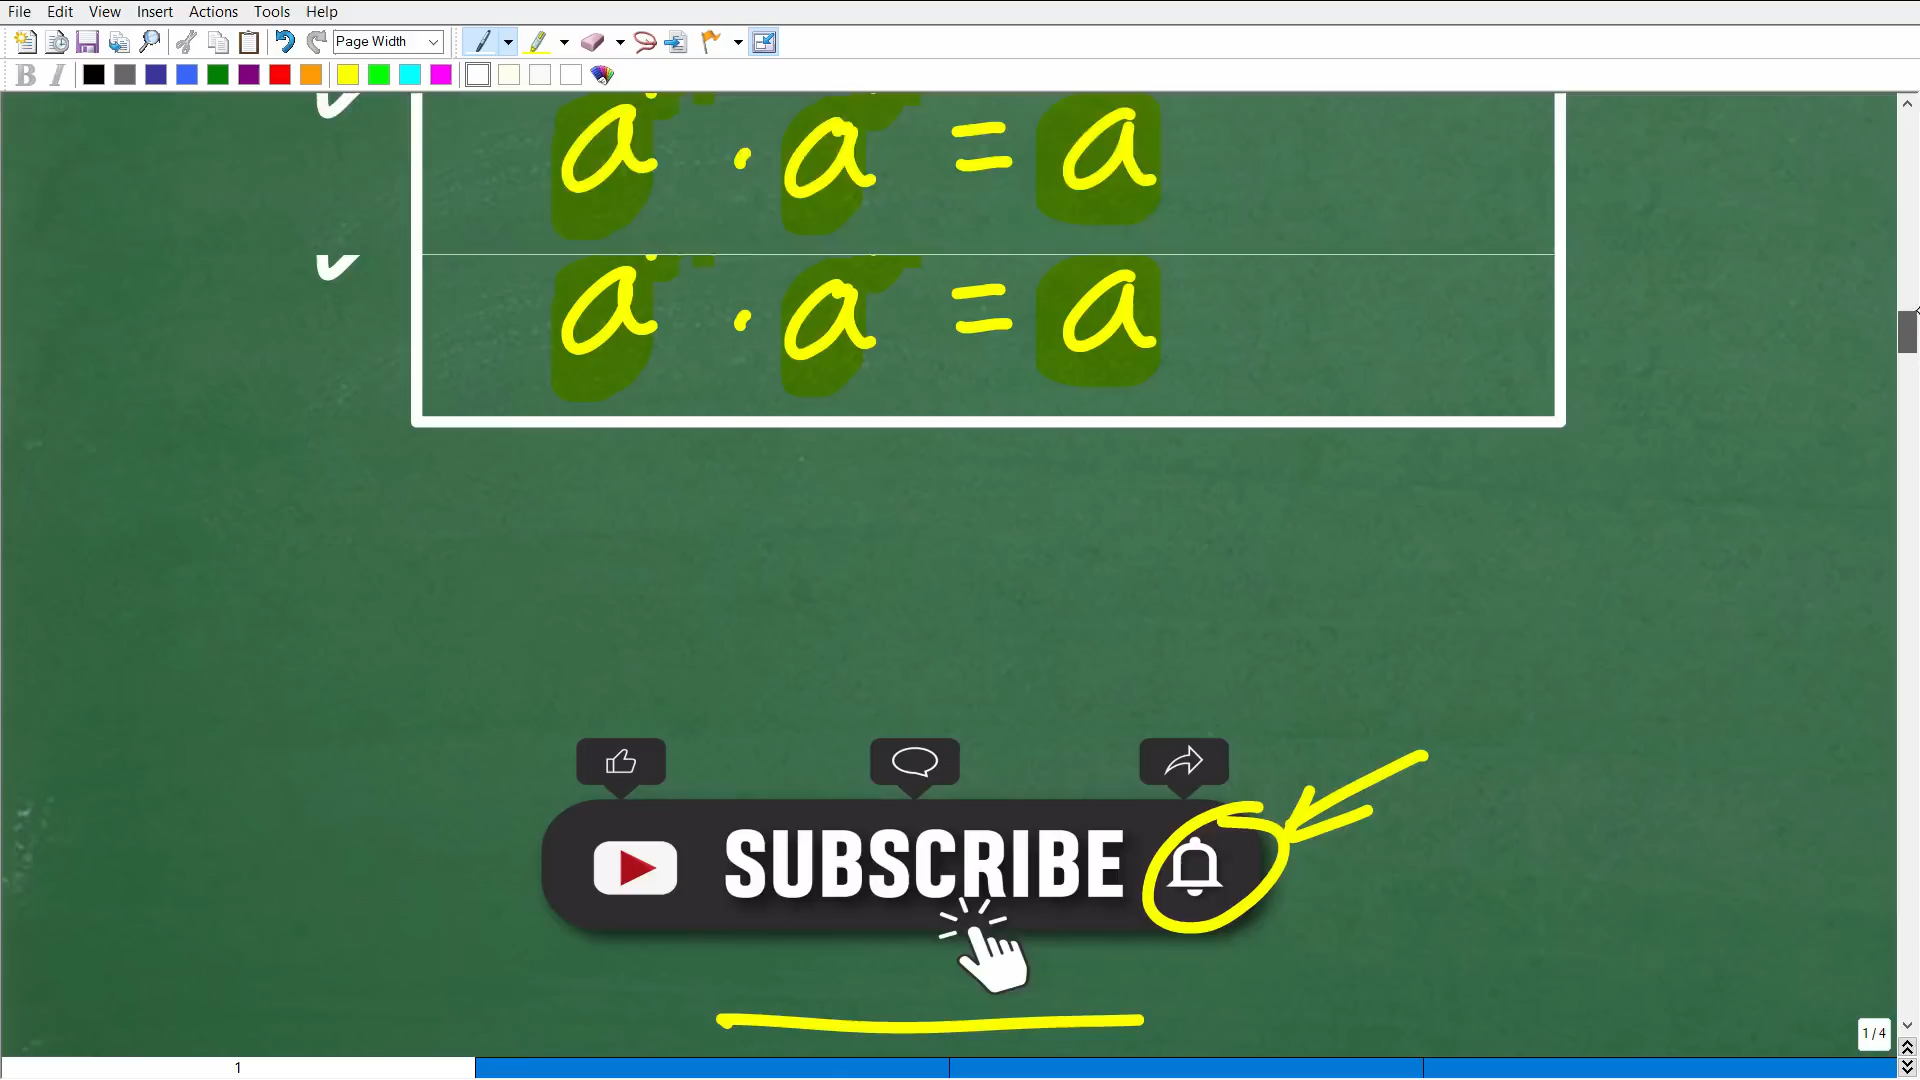 File Edit View Insert Actions Tools Help
Page Width
B I
a · a = a
a · a = a
SUBSCRIBE
1 / 4
1